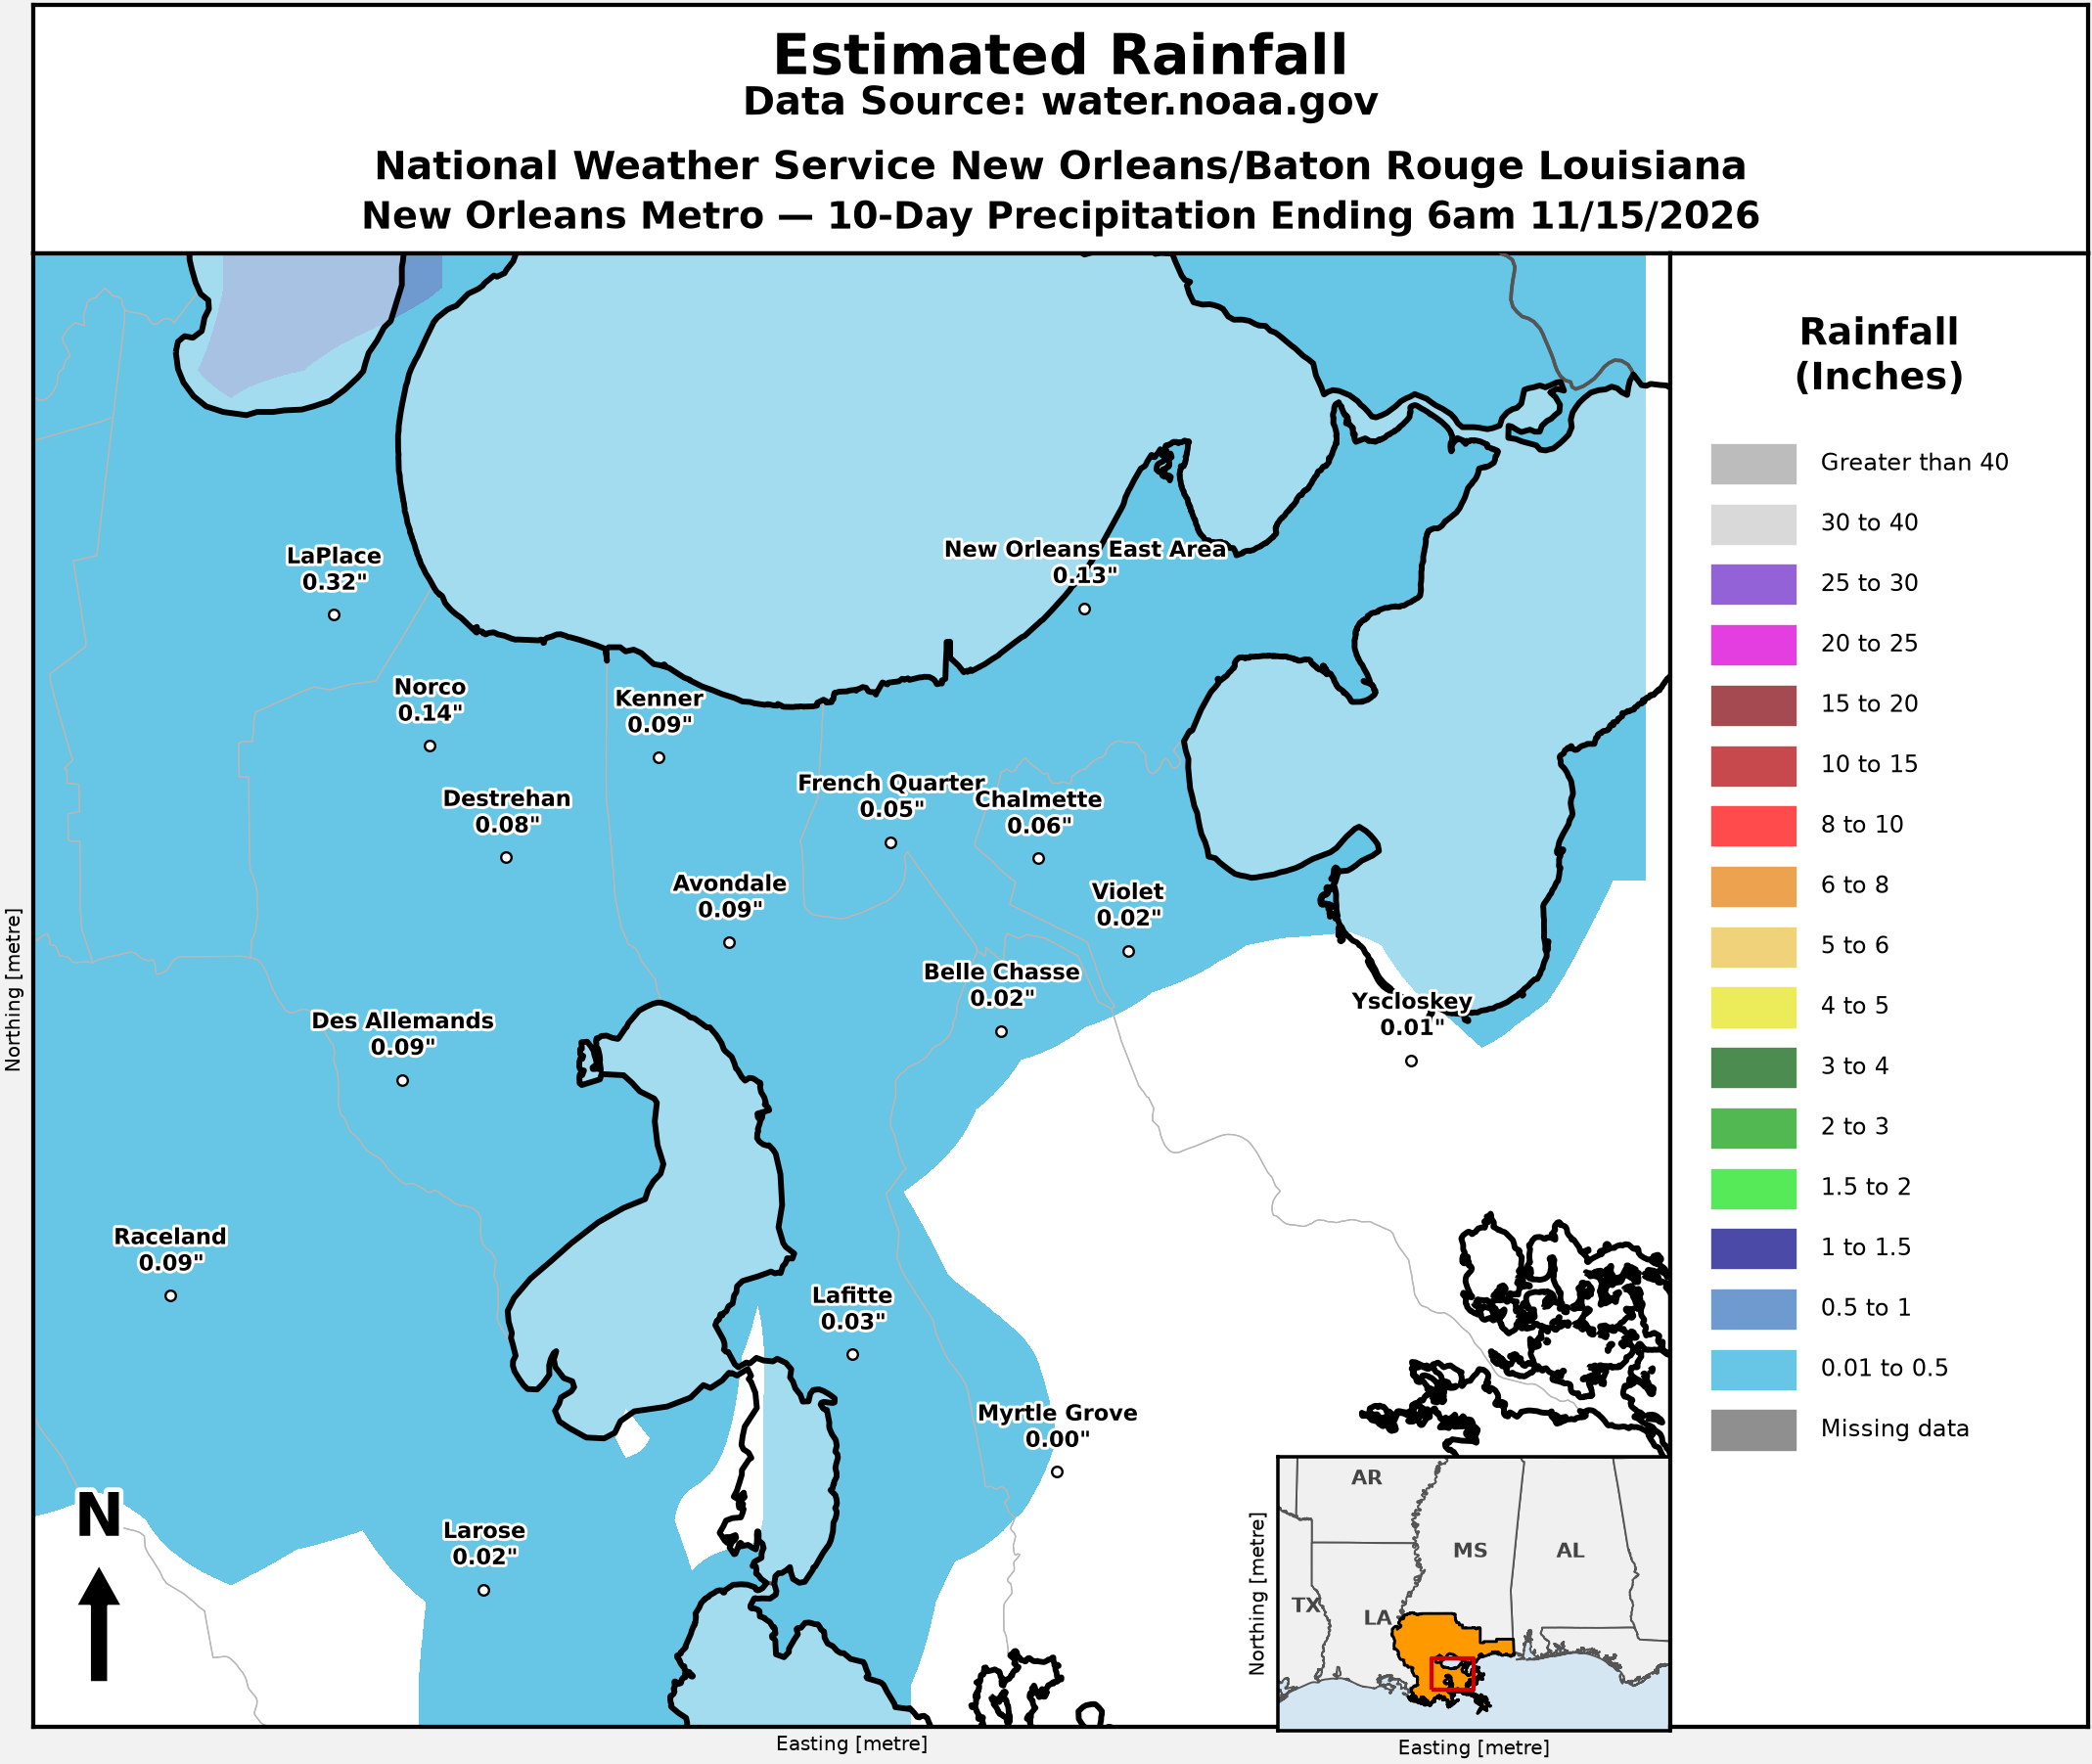 Estimated Rainfall
Data Source: water.noaa.gov
National Weather Service New Orleans/Baton Rouge Louisiana
New Orleans Metro — 10-Day Precipitation Ending 6am 11/15/2026
Rainfall
(Inches)
Greater than 40
30 to 40
25 to 30
20 to 25
15 to 20
10 to 15
8 to 10
6 to 8
5 to 6
4 to 5
3 to 4
2 to 3
1.5 to 2
1 to 1.5
0.5 to 1
0.01 to 0.5
Missing data
New Orleans East Area
0.13"
LaPlace
0.32"
Norco
0.14"
Kenner
0.09"
French Quarter
0.05"
Chalmette
0.06"
Destrehan
0.08"
Avondale
0.09"
Violet
0.02"
Belle Chasse
0.02"
Yscloskey
0.01"
Des Allemands
0.09"
Raceland
0.09"
Lafitte
0.03"
Myrtle Grove
0.00"
Larose
0.02"
N
AR
MS
AL
TX
LA
Northing [metre]
Easting [metre]
Northing [metre]
Easting [metre]